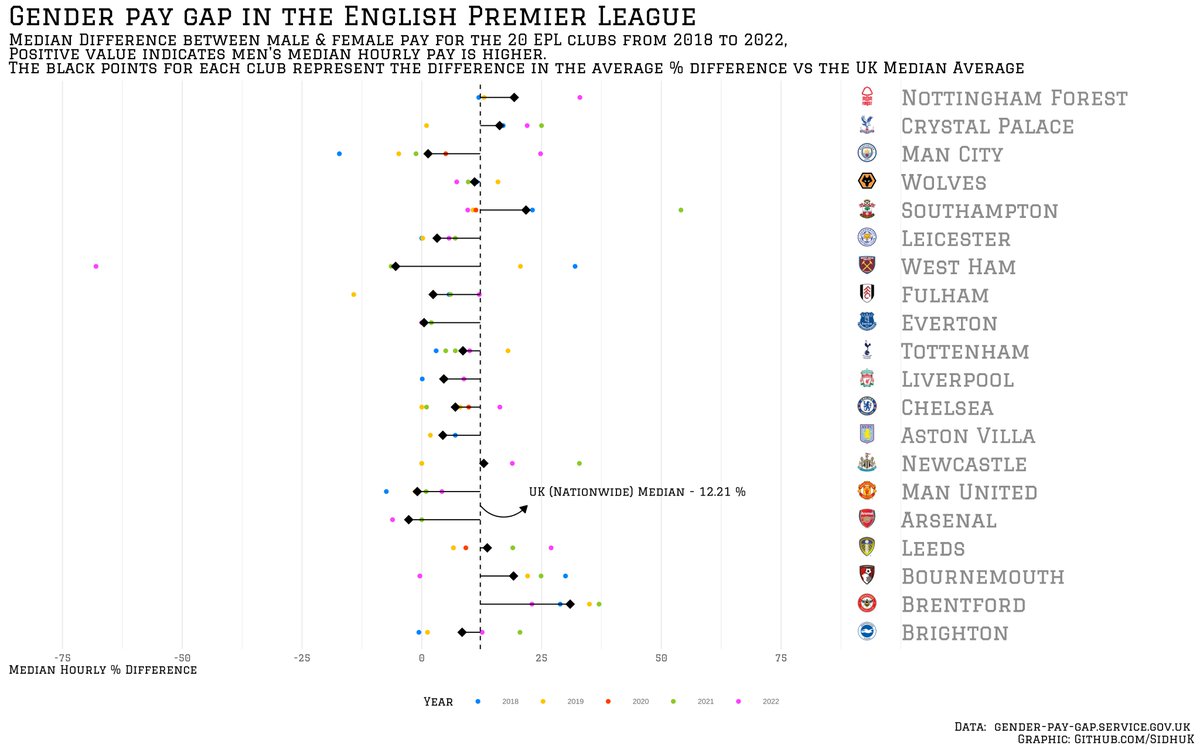 Gender pay gap in the English Premier League
Median Difference between male & female pay for the 20 EPL clubs from 2018 to 2022,
Positive value indicates men's median hourly pay is higher.
The black points for each club represent the difference in the average % difference vs the UK Median Average
Nottingham Forest
Crystal Palace
Man City
Wolves
Southampton
Leicester
West Ham
Fulham
Everton
Tottenham
Liverpool
Chelsea
Aston Villa
Newcastle
UK (Nationwide) Median - 12.21 %
Man United
Arsenal
Leeds
Bournemouth
Brentford
Brighton
-75 -50 -25 0 25 50 75
Median Hourly % Difference
Year 2018 2019 2020 2021 2022
Data: gender-pay-gap.service.gov.uk
Graphic: Github.com/SidhuK